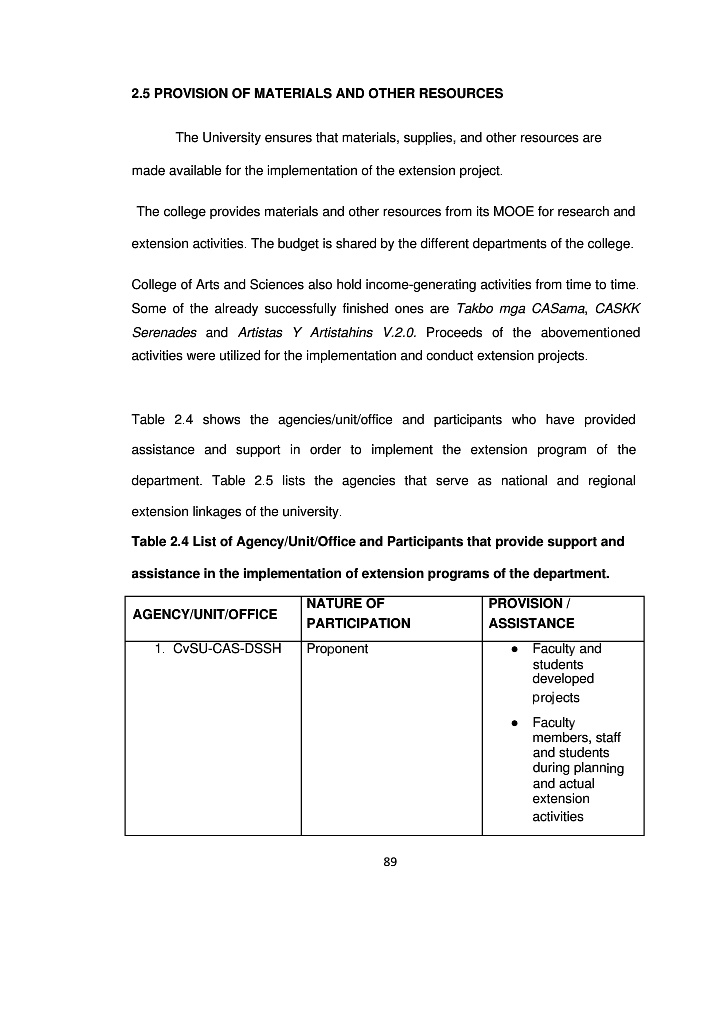 2.5 PROVISION OF MATERIALS AND OTHER RESOURCES
The University ensures that materials, supplies, and other resources are
made available for the implementation of the extension project.
The college provides materials and other resources from its MOOE for research and
extension activities. The budget is shared by the different departments of the college.
College of Arts and Sciences also hold income-generating activities from time to time.
Some of the already successfully finished ones are Takbo mga CASama, CASKK
Serenades and Artistas Y Artistahins V.2.0. Proceeds of the abovementioned
activities were utilized for the implementation and conduct extension projects.
Table 2.4 shows the agencies/unit/office and participants who have provided
assistance and support in order to implement the extension program of the
department. Table 2.5 lists the agencies that serve as national and regional
extension linkages of the university.
Table 2.4 List of Agency/Unit/Office and Participants that provide support and
assistance in the implementation of extension programs of the department.
AGENCY/UNIT/OFFICE
NATURE OF
PARTICIPATION
PROVISION /
ASSISTANCE
1. CvSU-CAS-DSSH
Proponent
● Faculty and
students
developed
projects
● Faculty
members, staff
and students
during planning
and actual
extension
activities
89